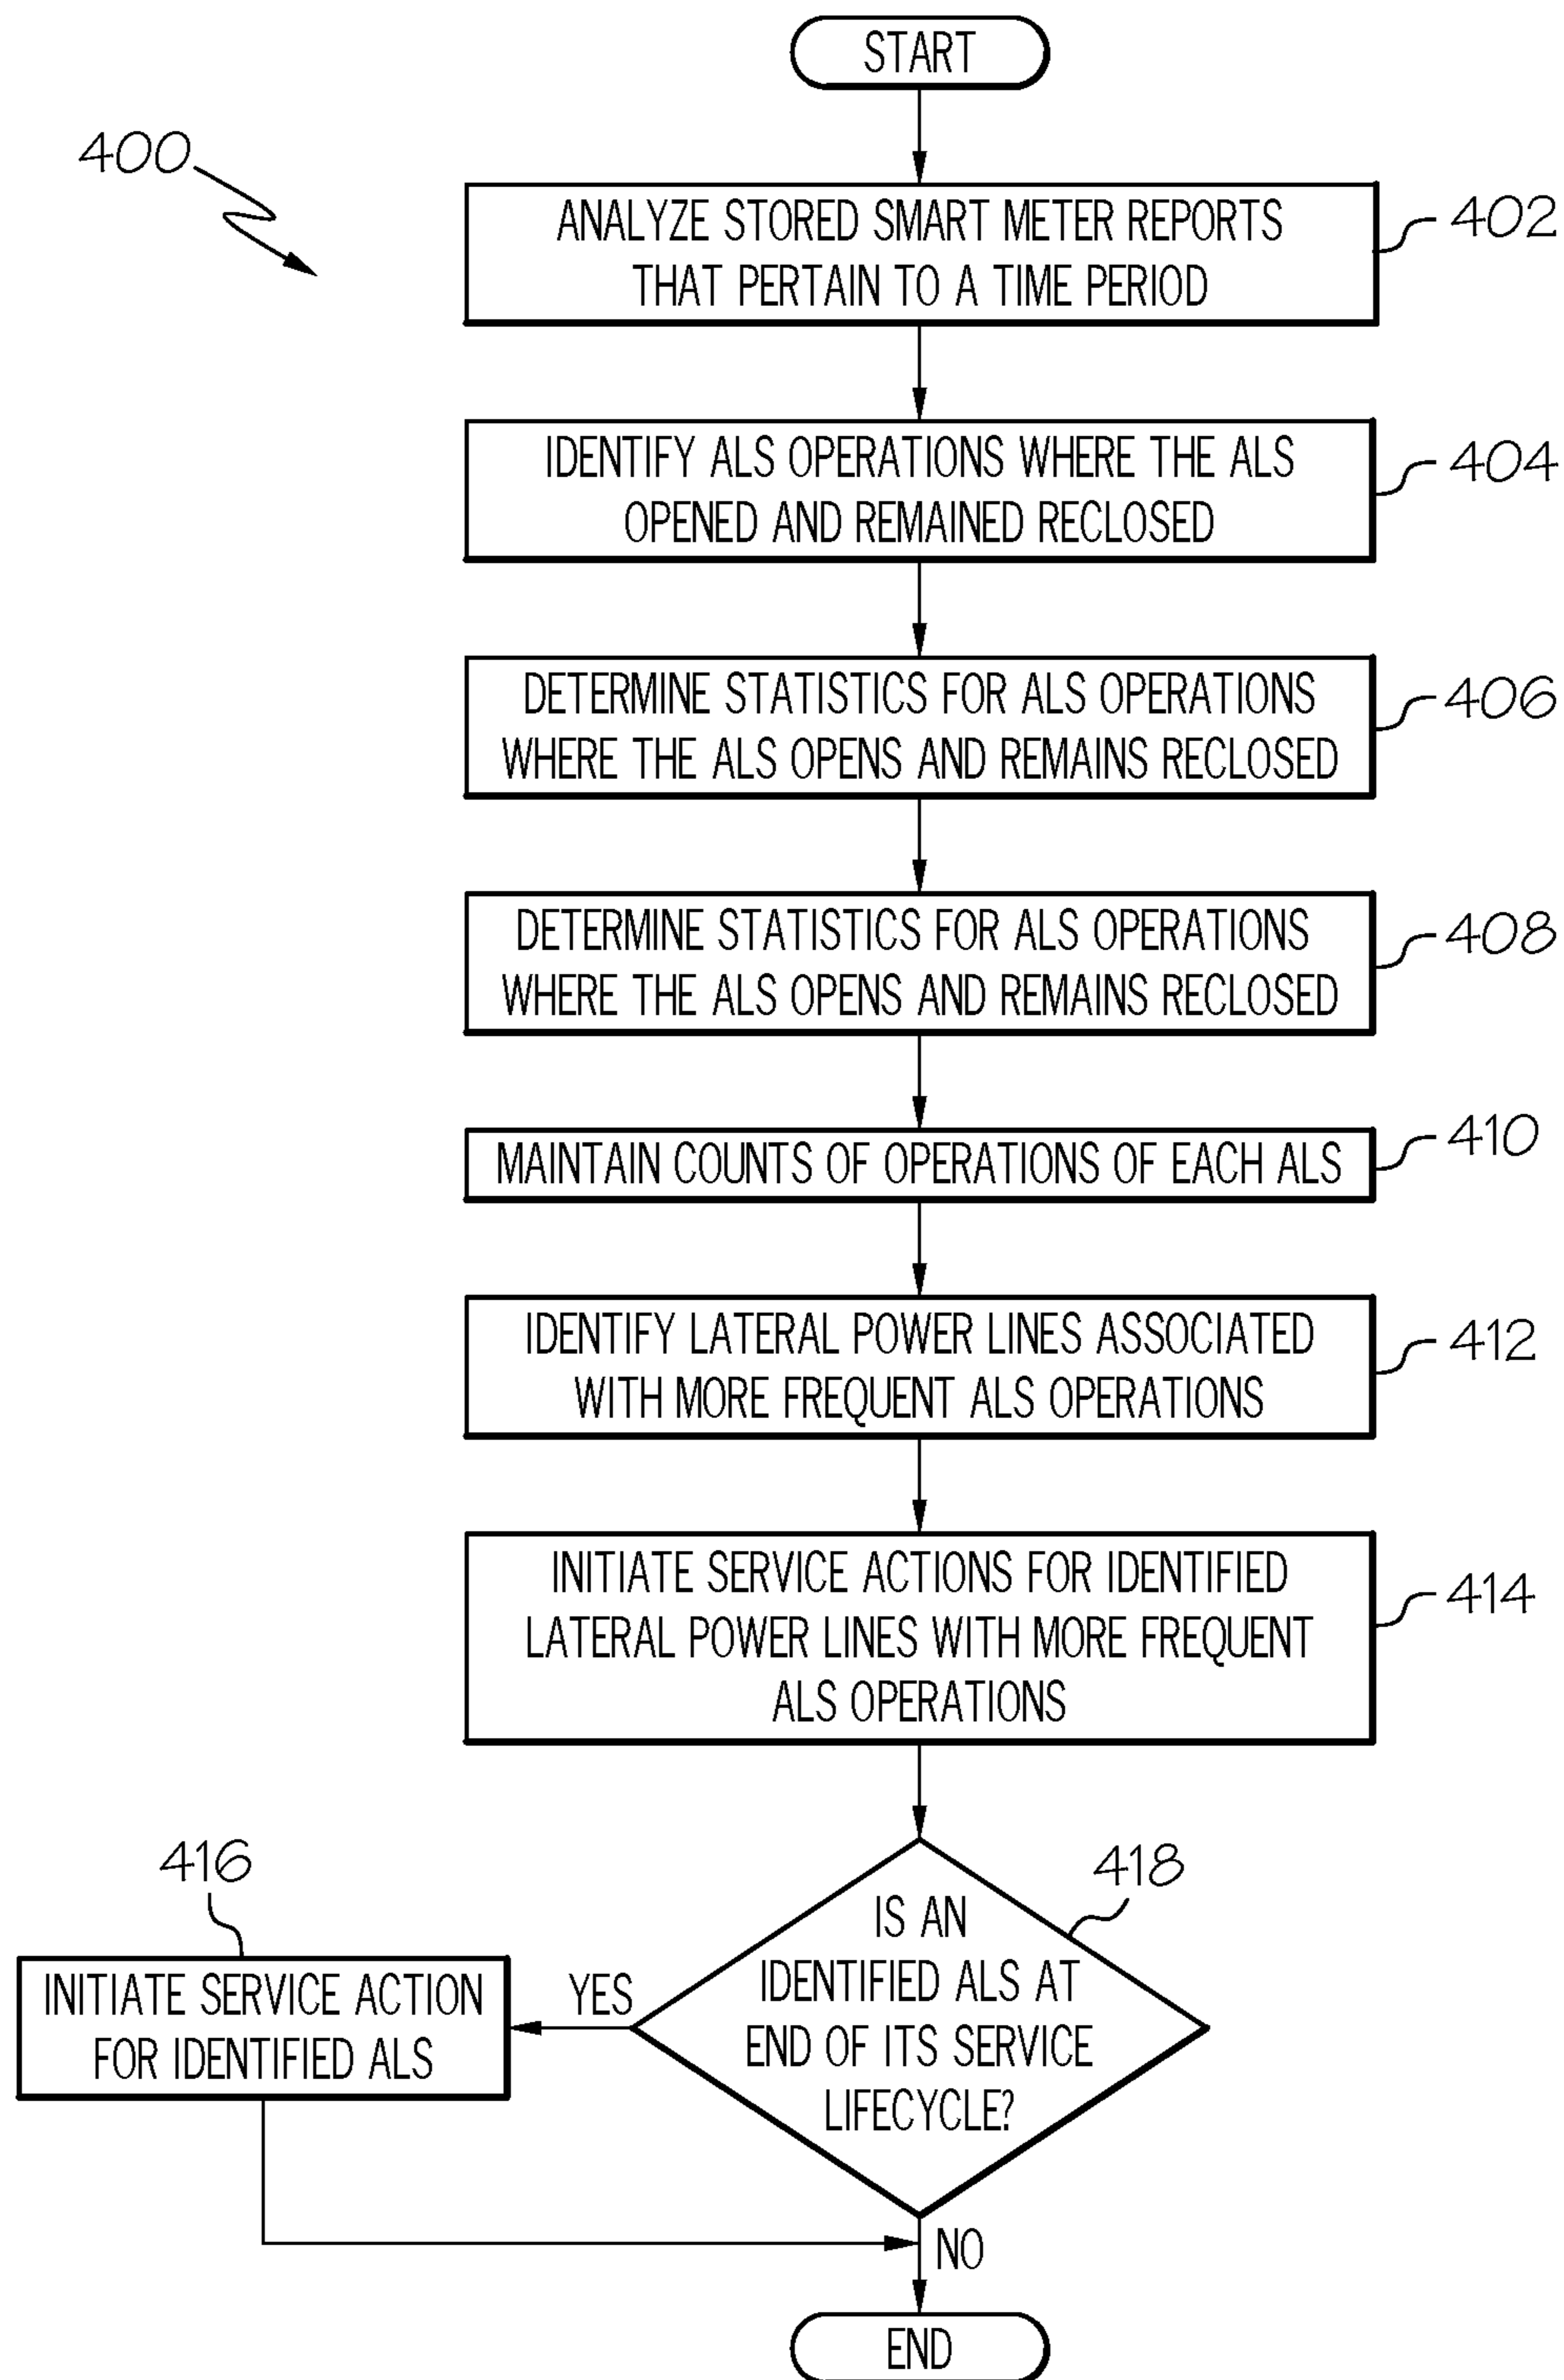 START
400
ANALYZE STORED SMART METER REPORTS
THAT PERTAIN TO A TIME PERIOD
402
IDENTIFY ALS OPERATIONS WHERE THE ALS
OPENED AND REMAINED RECLOSED
404
DETERMINE STATISTICS FOR ALS OPERATIONS
WHERE THE ALS OPENS AND REMAINS RECLOSED
406
DETERMINE STATISTICS FOR ALS OPERATIONS
WHERE THE ALS OPENS AND REMAINS RECLOSED
408
MAINTAIN COUNTS OF OPERATIONS OF EACH ALS
410
IDENTIFY LATERAL POWER LINES ASSOCIATED
WITH MORE FREQUENT ALS OPERATIONS
412
INITIATE SERVICE ACTIONS FOR IDENTIFIED
LATERAL POWER LINES WITH MORE FREQUENT
ALS OPERATIONS
414
416
418
IS AN
IDENTIFIED ALS AT
END OF ITS SERVICE
LIFECYCLE?
YES
INITIATE SERVICE ACTION
FOR IDENTIFIED ALS
NO
END